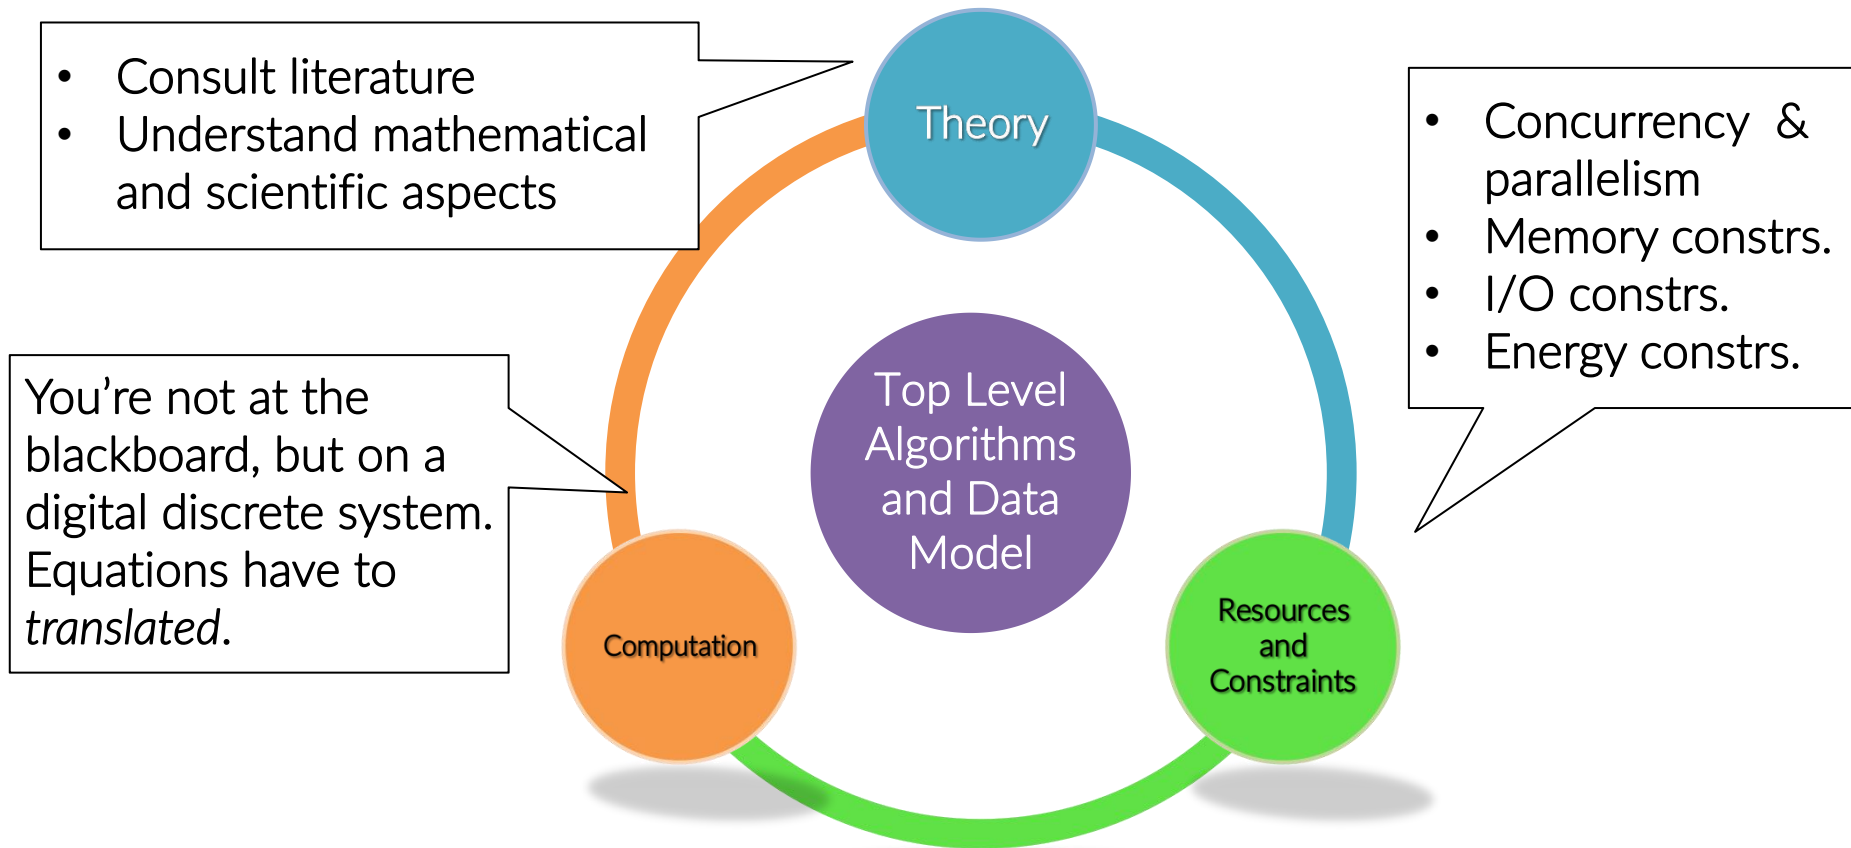 • Consult literature
• Understand mathematical
and scientific aspects
Theory
• Concurrency &
parallelism
• Memory constrs.
• I/O constrs.
• Energy constrs.
You’re not at the
blackboard, but on a
digital discrete system.
Equations have to
translated.
Top Level
Algorithms
and Data
Model
Computation
Resources
and
Constraints